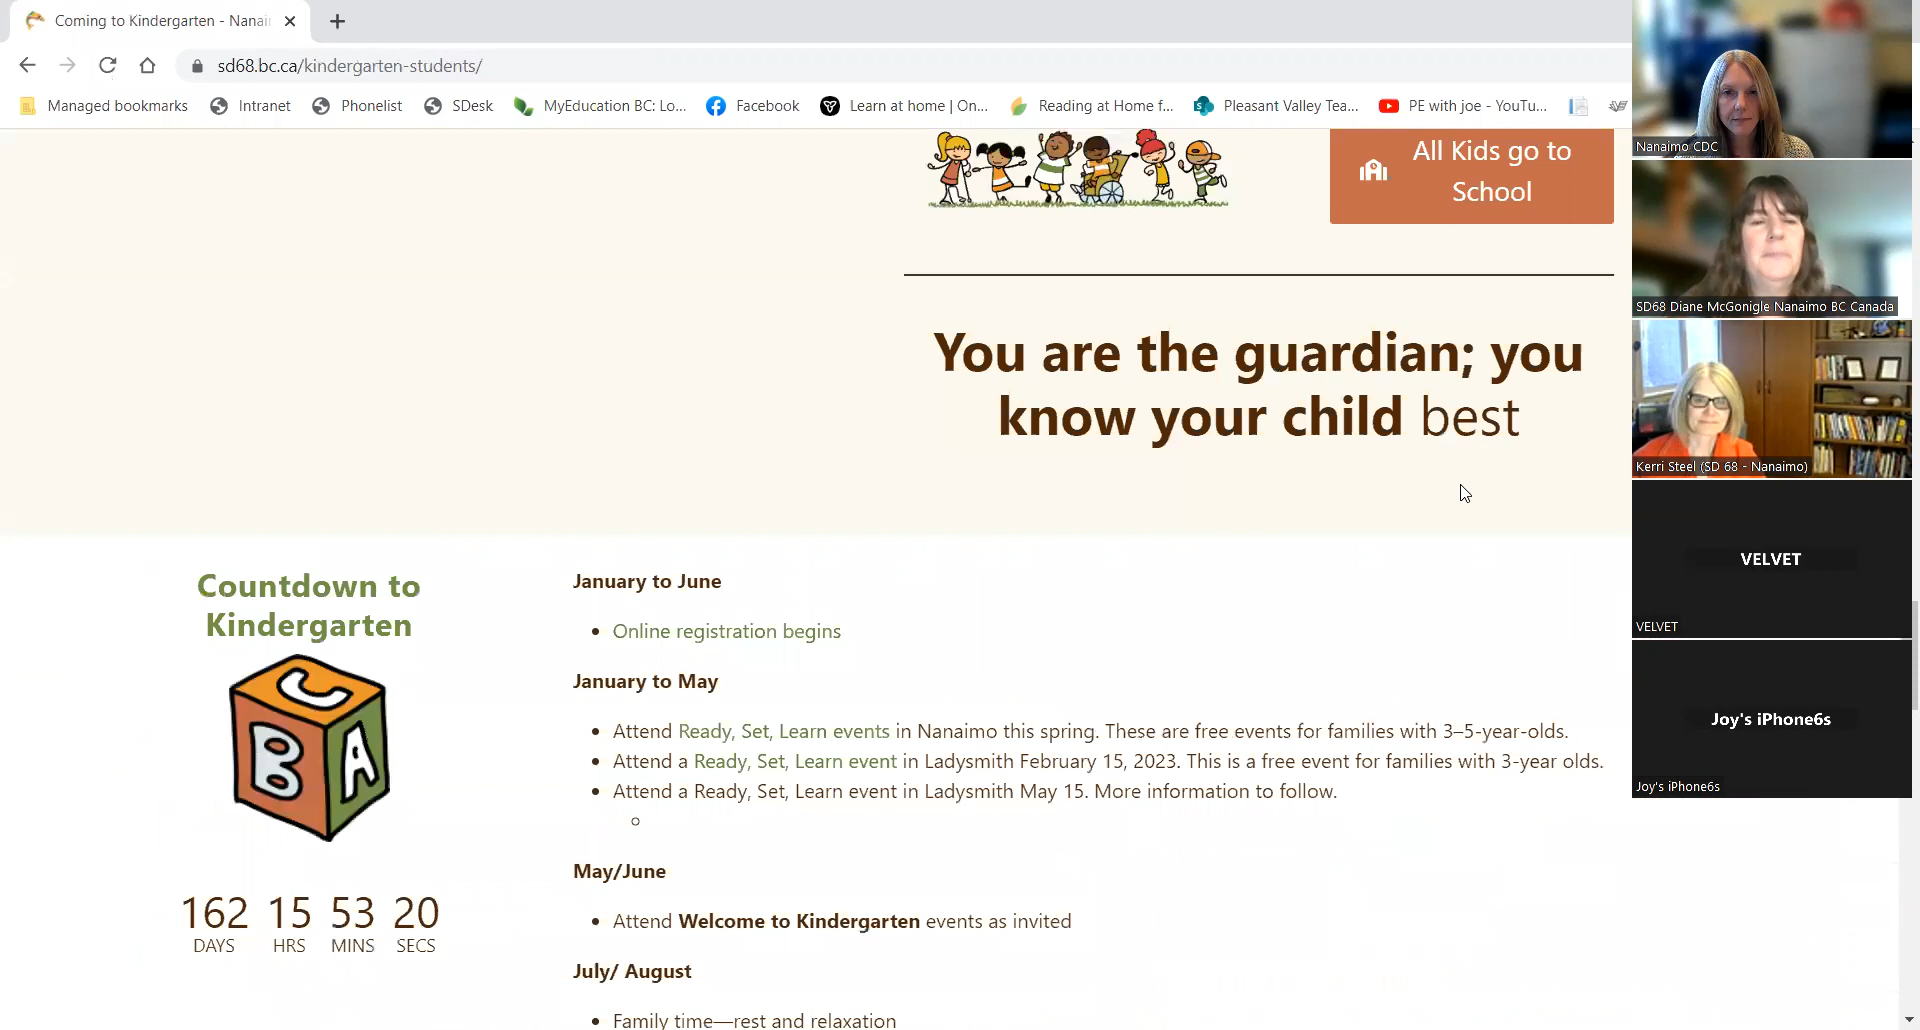 Coming to Kindergarten - Nanai
sd68.bc.ca/kindergarten-students/
Managed bookmarks
Intranet
Phonelist
SDesk
MyEducation BC: Lo...
Facebook
Learn at home | On...
Reading at Home f...
Pleasant Valley Tea...
PE with joe - YouTu...
All Kids go to
School
You are the guardian; you
know your child best
Countdown to
Kindergarten
C
B A
162 15 53 20
DAYS HRS MINS SECS
January to June
• Online registration begins
January to May
• Attend Ready, Set, Learn events in Nanaimo this spring. These are free events for families with 3–5-year-olds.
• Attend a Ready, Set, Learn event in Ladysmith February 15, 2023. This is a free event for families with 3-year olds.
• Attend a Ready, Set, Learn event in Ladysmith May 15. More information to follow.
May/June
• Attend Welcome to Kindergarten events as invited
July/ August
• Family time—rest and relaxation
Nanaimo CDC
SD68 Diane McGonigle Nanaimo BC Canada
Kerri Steel (SD 68 - Nanaimo)
VELVET
VELVET
Joy's iPhone6s
Joy's iPhone6s